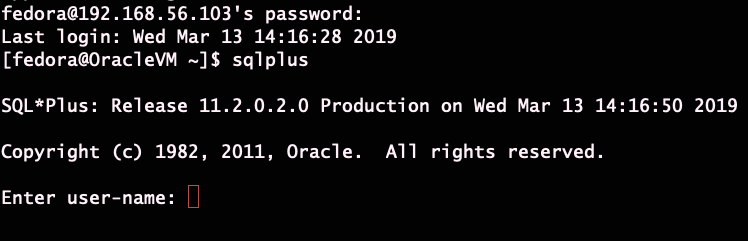 fedora@192.168.56.103's password:
Last login: Wed Mar 13 14:16:28 2019
[fedora@OracleVM ~]$ sqlplus
SQL*Plus: Release 11.2.0.2.0 Production on Wed Mar 13 14:16:50 2019
Copyright (c) 1982, 2011, Oracle.  All rights reserved.
Enter user-name: